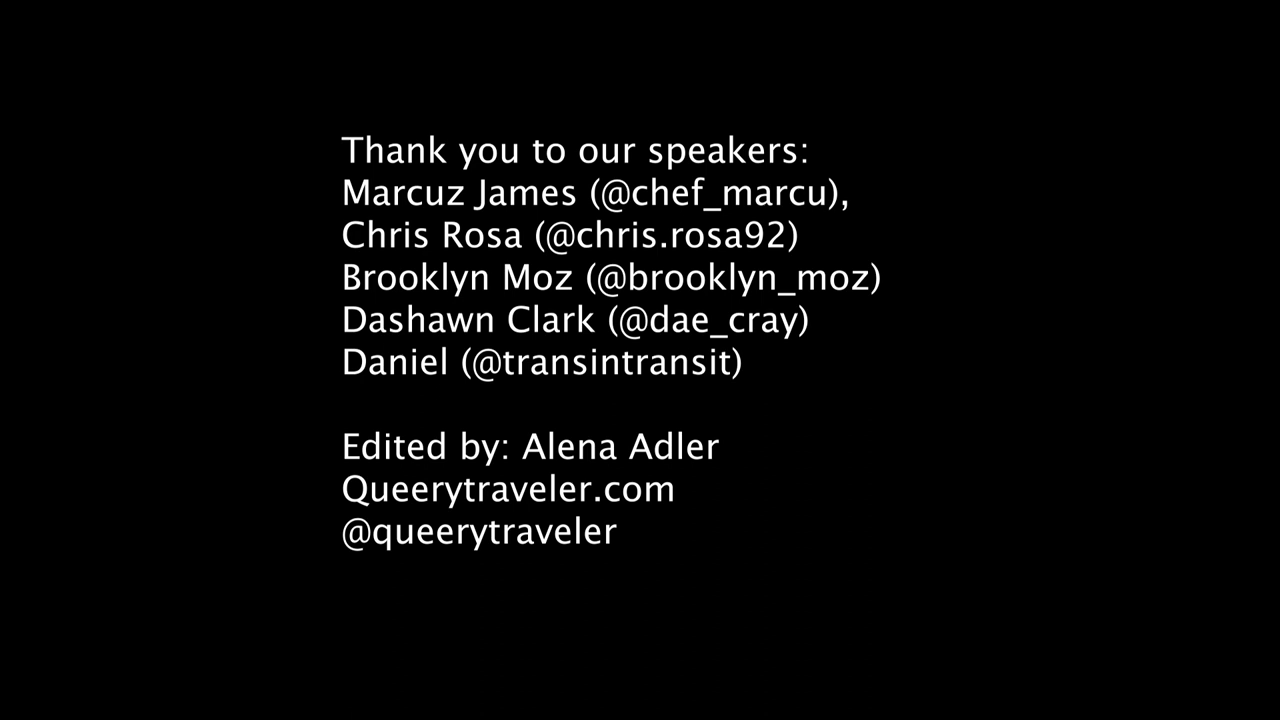 Thank you to our speakers:
Marcuz James (@chef_marcu),
Chris Rosa (@chris.rosa92)
Brooklyn Moz (@brooklyn_moz)
Dashawn Clark (@dae_cray)
Daniel (@transintransit)
Edited by: Alena Adler
Queerytraveler.com
@queerytraveler